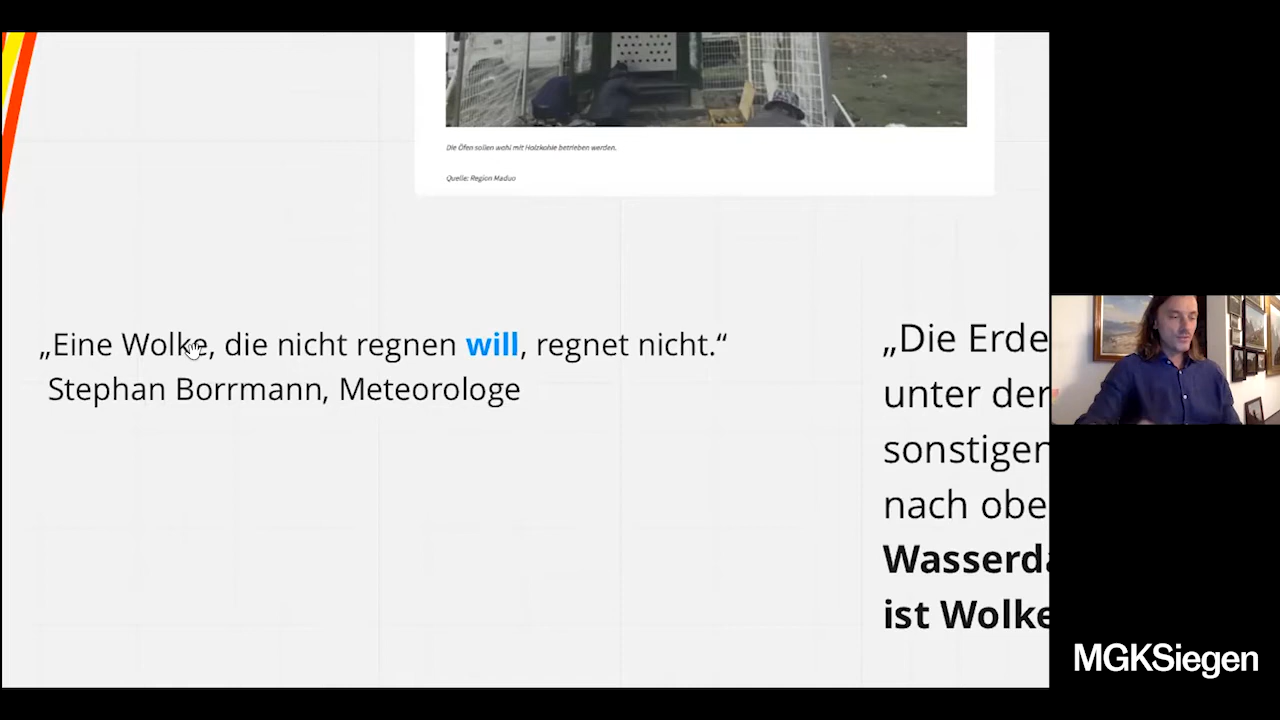 Die Öfen sollen wohl mit Holzkohle betrieben werden.
Quelle: Region Maduo
„Eine Wolke, die nicht regnen will, regnet nicht.“
Stephan Borrmann, Meteorologe
„Die Erde
unter der
sonstigen
nach obe
Wasserda
ist Wolke
MGKSiegen